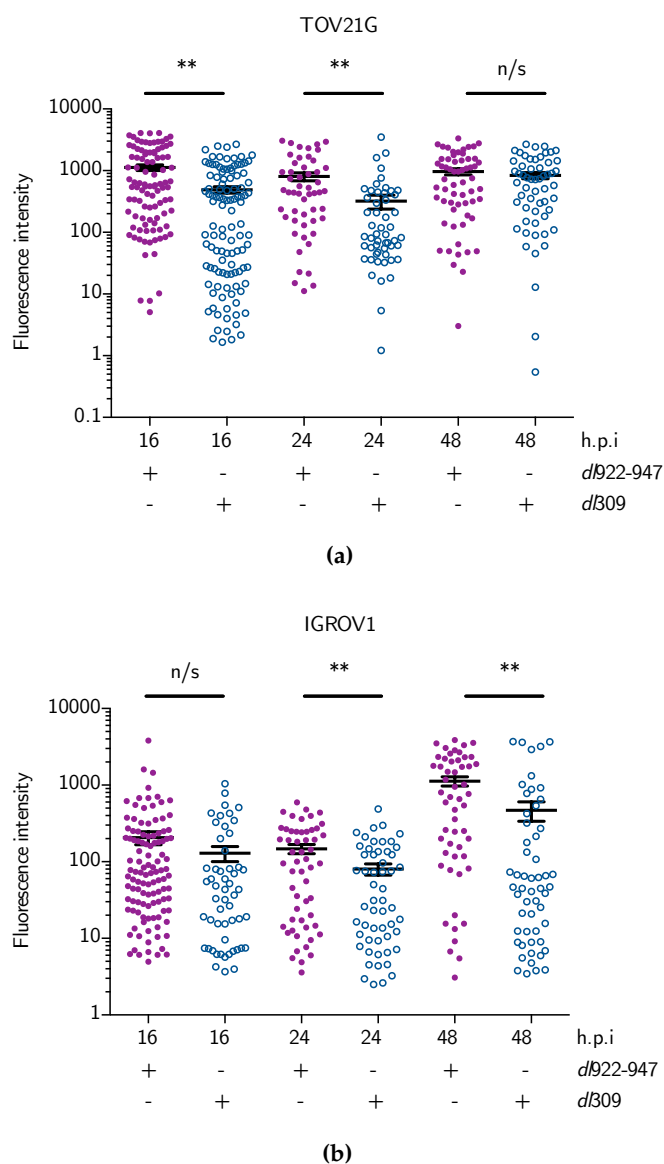 TOV21G
** ** n/s
10000
1000
100
10
1
0.1
Fluorescence intensity
16 16 24 24 48 48 h.p.i
+ - + - + - dl922-947
- + - + - + dl309
(a)
IGROV1
n/s ** **
10000
1000
100
10
1
Fluorescence intensity
16 16 24 24 48 48 h.p.i
+ - + - + - dl922-947
- + - + - + dl309
(b)